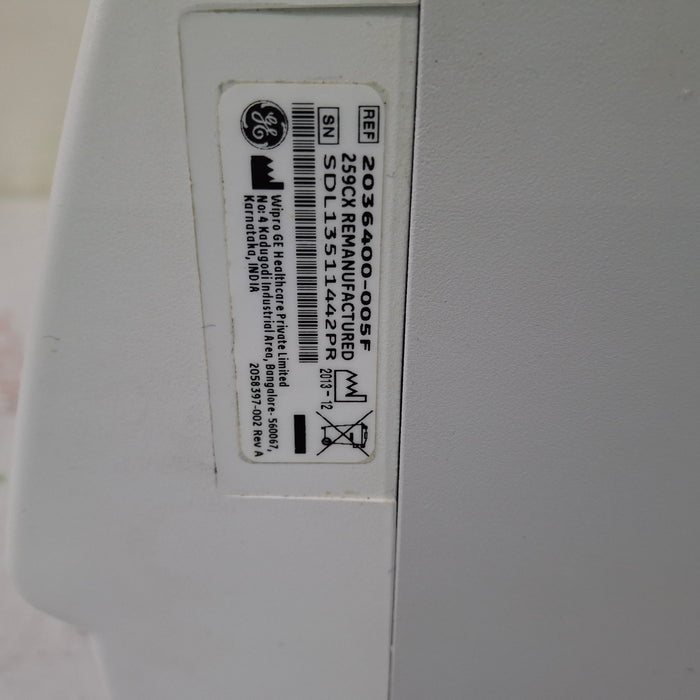 REF 2036400-005F
259CX REMANUFACTURED
SN SDL13511442PR
2013-12
GE
Wipro GE Healthcare Private Limited
No: 4 Kadugodi Industrial Area, Bangalore- 560067,
Karnataka, INDIA
2058397-002 Rev A